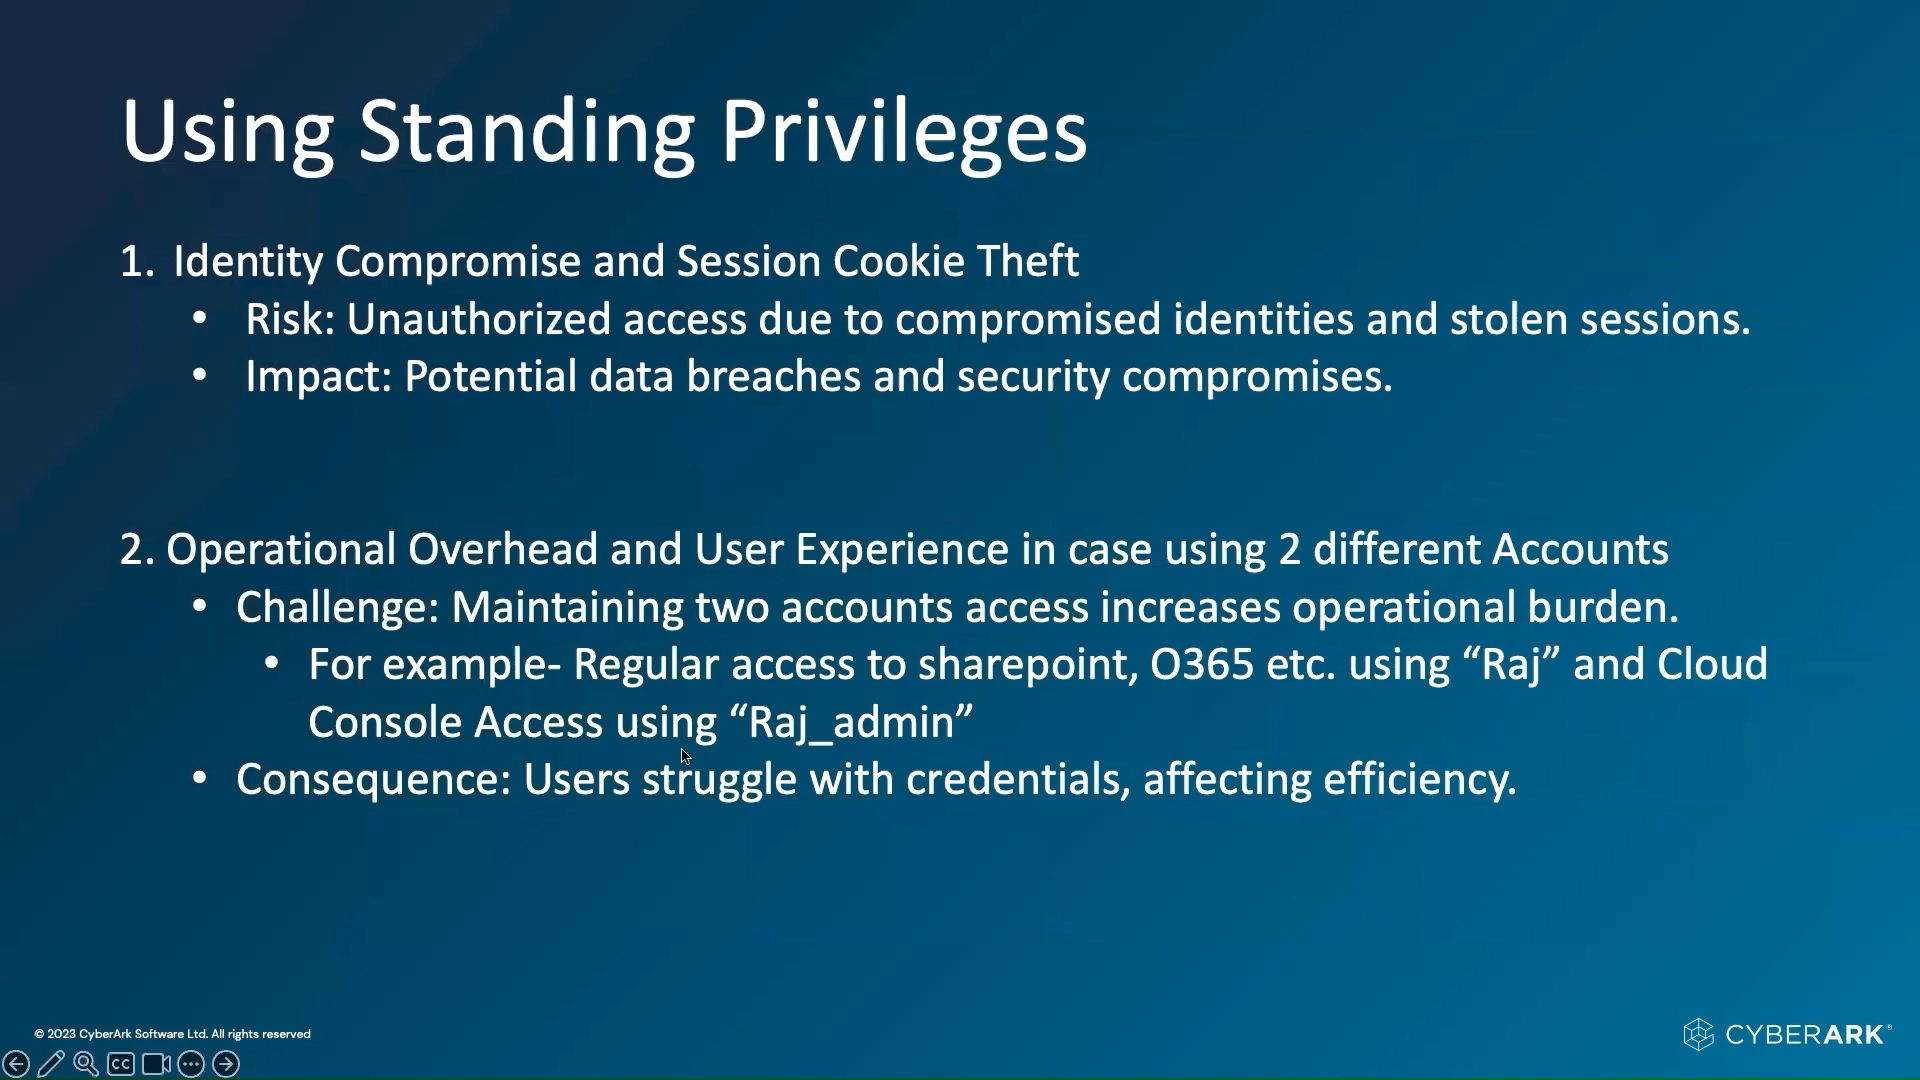 Using Standing Privileges
1. Identity Compromise and Session Cookie Theft
• Risk: Unauthorized access due to compromised identities and stolen sessions.
• Impact: Potential data breaches and security compromises.
2. Operational Overhead and User Experience in case using 2 different Accounts
• Challenge: Maintaining two accounts access increases operational burden.
• For example- Regular access to sharepoint, O365 etc. using “Raj” and Cloud
Console Access using “Raj_admin”
• Consequence: Users struggle with credentials, affecting efficiency.
© 2023 CyberArk Software Ltd. All rights reserved
CYBERARK®
CC